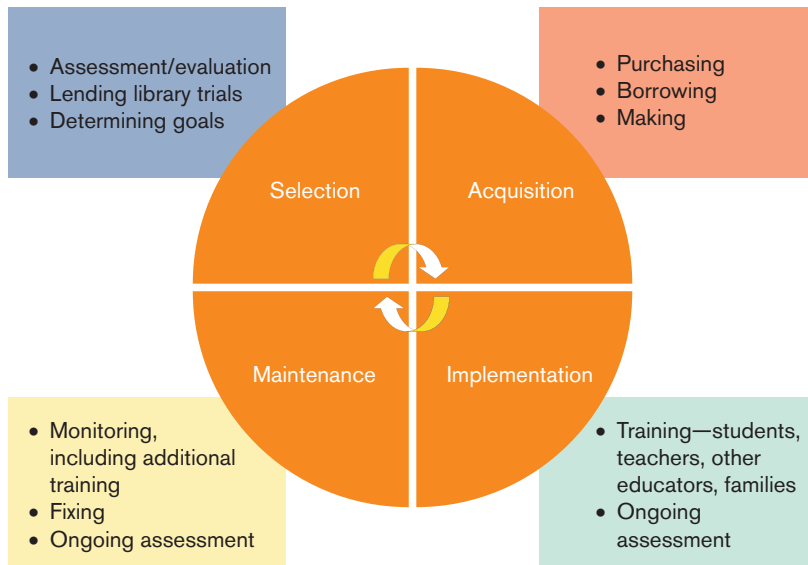 • Assessment/evaluation
• Lending library trials
• Determining goals
• Purchasing
• Borrowing
• Making
Selection
Acquisition
Maintenance
Implementation
• Monitoring,
including additional
training
• Fixing
• Ongoing assessment
• Training—students,
teachers, other
educators, families
• Ongoing
assessment